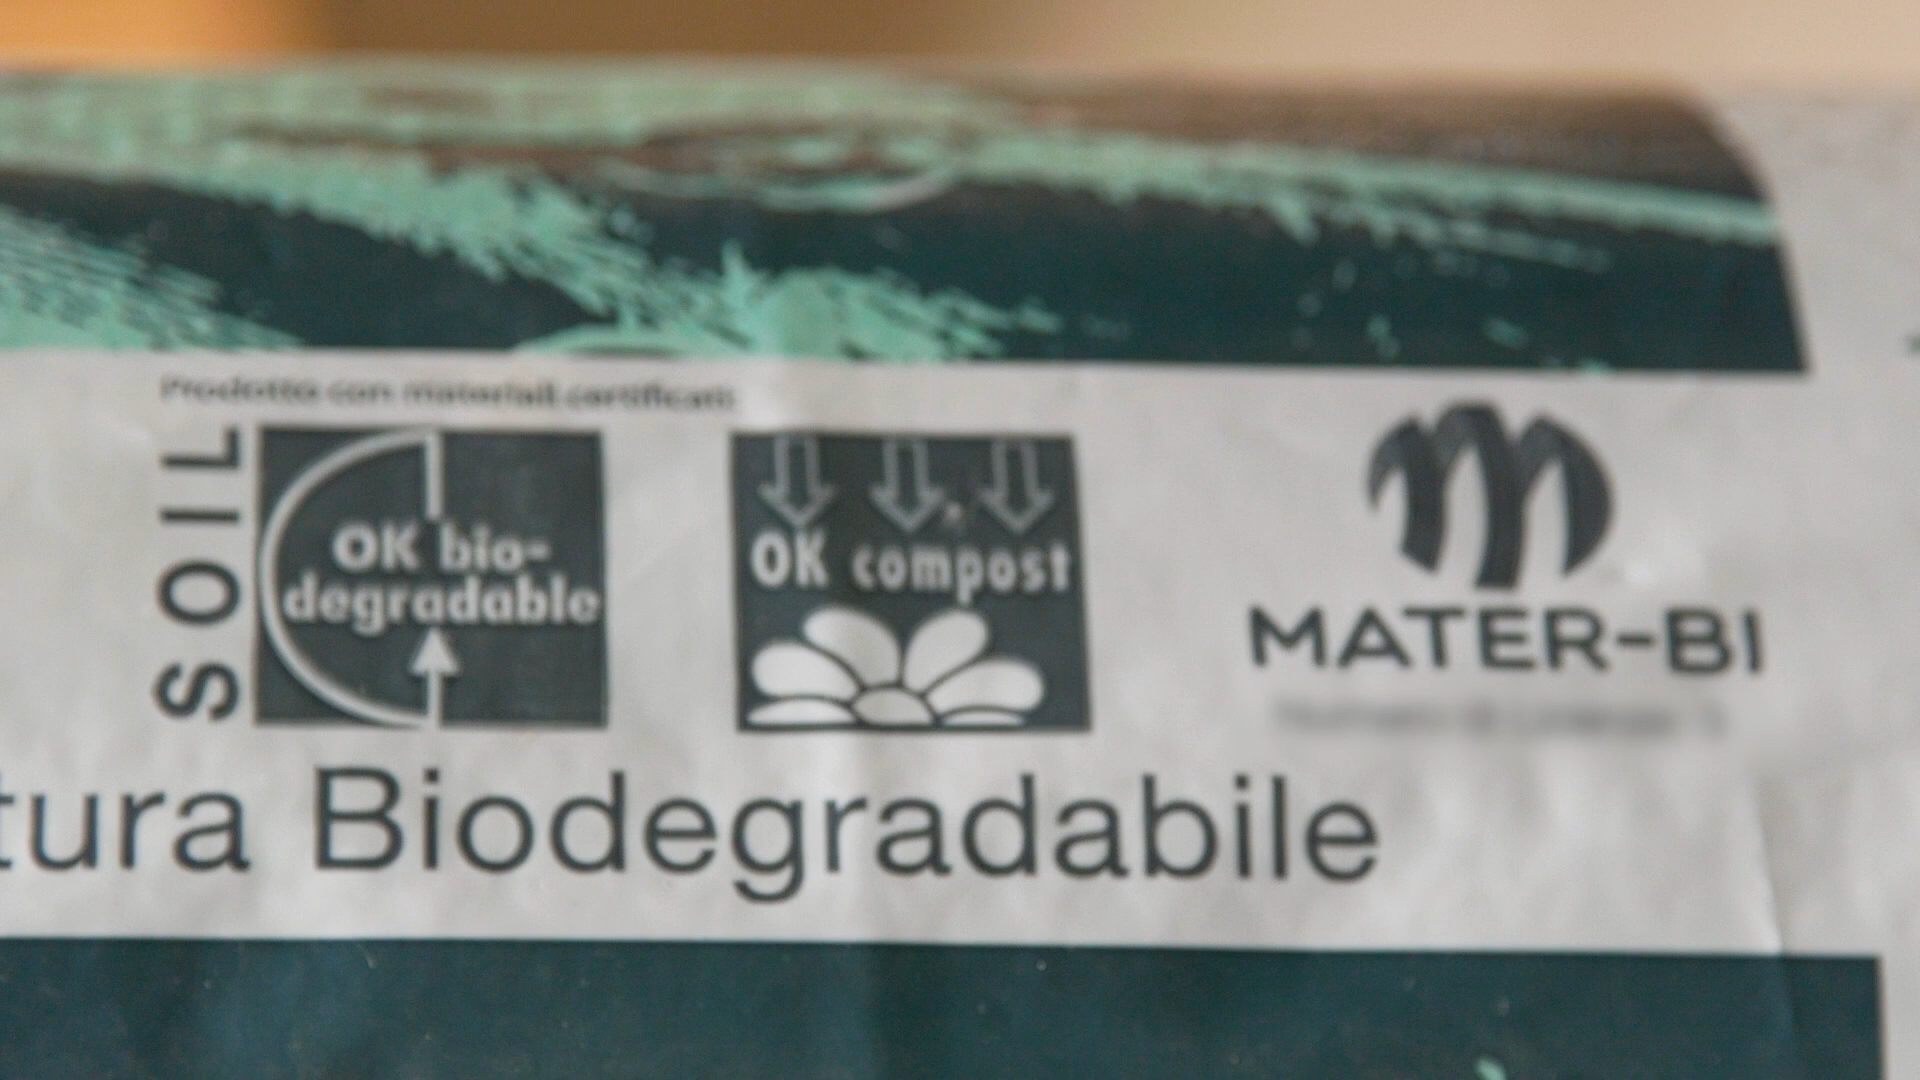 Prodotto con materiali certificati:
SOIL
OK bio-
degradable
OK compost
MATER-BI
tura Biodegradabile